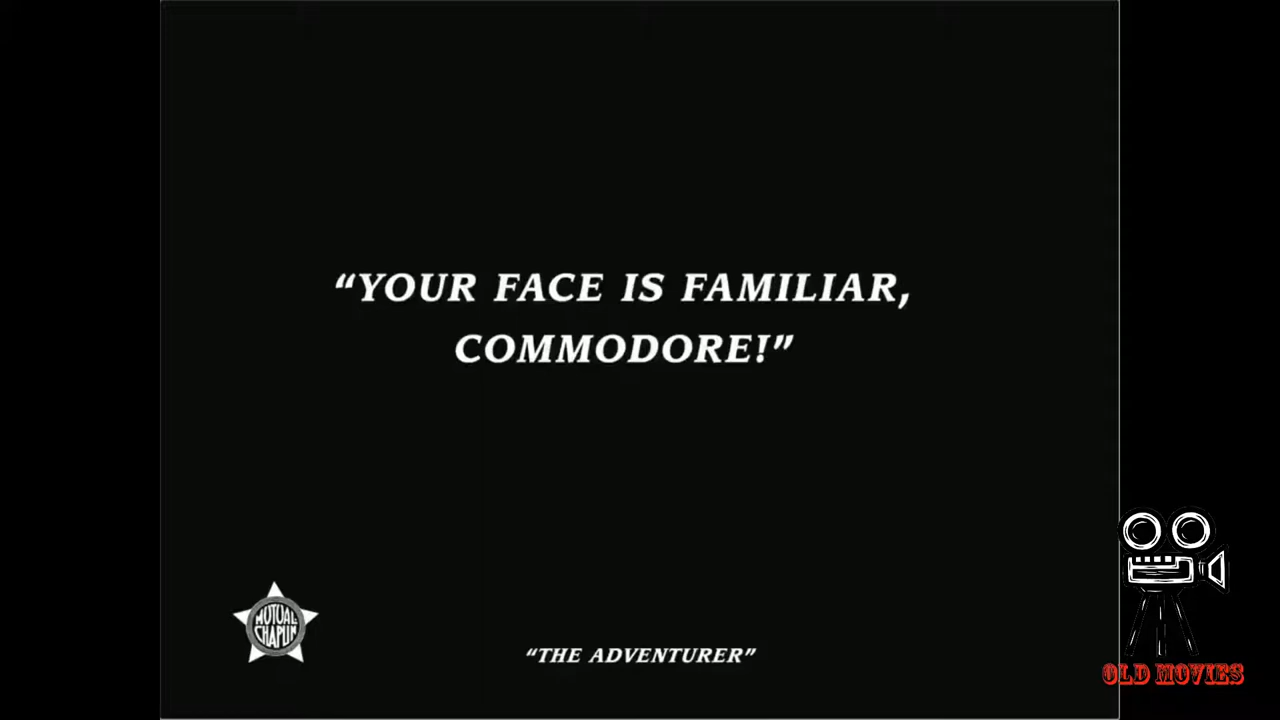 “YOUR FACE IS FAMILIAR,
COMMODORE!”
MUTUAL
CHAPLIN
“THE ADVENTURER”
OLD MOVIES